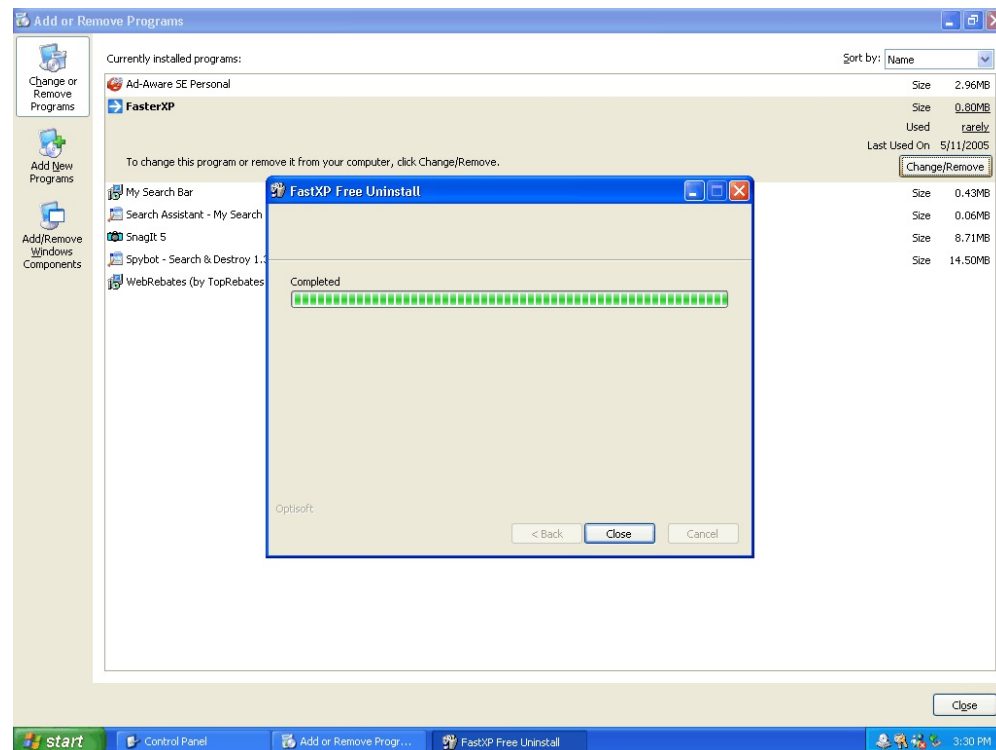 Add or Remove Programs
Change or
Remove
Programs
Add New
Programs
Add/Remove
Windows
Components
Currently installed programs:
Sort by: Name
Ad-Aware SE Personal Size 2.96MB
FasterXP Size 0.80MB
Used rarely
Last Used On 5/11/2005
To change this program or remove it from your computer, click Change/Remove.
Change/Remove
My Search Bar Size 0.43MB
Search Assistant - My Search Size 0.06MB
SnagIt 5 Size 8.71MB
Spybot - Search & Destroy 1. Size 14.50MB
WebRebates (by TopRebates
FastXP Free Uninstall
Completed
Optisoft
< Back Close Cancel
Close
start Control Panel Add or Remove Progr... FastXP Free Uninstall 3:30 PM